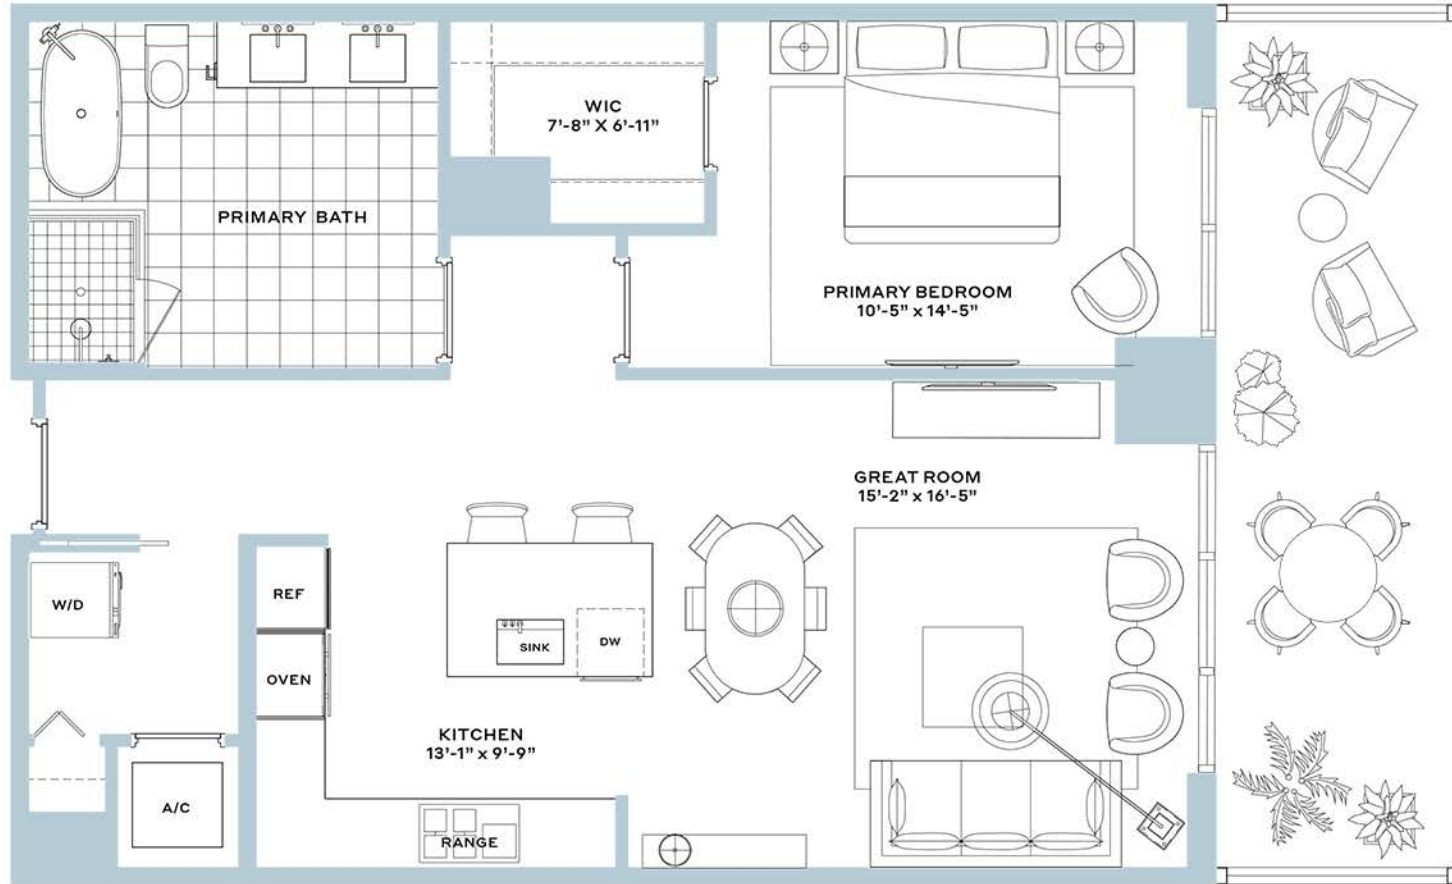 WIC
7'-8" X 6'-11"
PRIMARY BATH
PRIMARY BEDROOM
10'-5" x 14'-5"
GREAT ROOM
15'-2" x 16'-5"
W/D
REF
OVEN
SINK
DW
KITCHEN
13'-1" x 9'-9"
A/C
RANGE